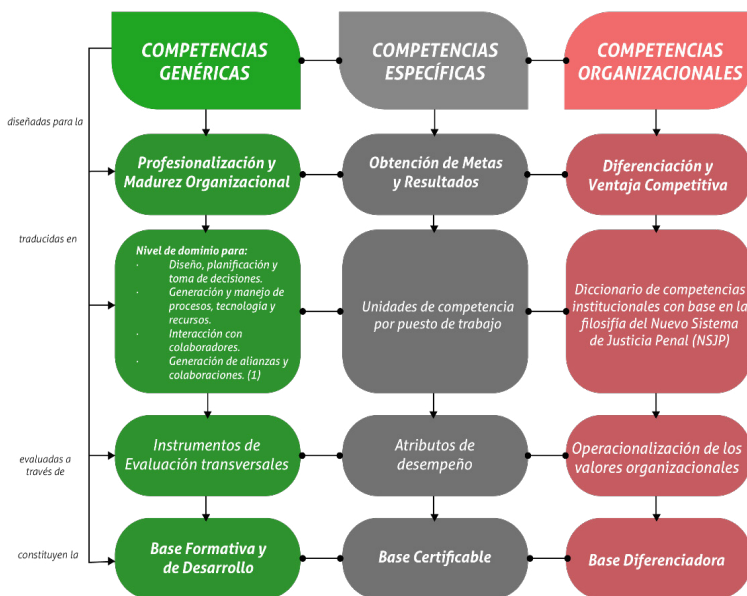 COMPETENCIAS
GENÉRICAS
COMPETENCIAS
ESPECÍFICAS
COMPETENCIAS
ORGANIZACIONALES
diseñadas para la
Profesionalización y
Madurez Organizacional
Obtención de Metas
y Resultados
Diferenciación y
Ventaja Competitiva
traducidas en
Nivel de dominio para:
· Diseño, planificación y
toma de decisiones.
· Generación y manejo de
procesos, tecnología y
recursos.
· Interacción con
colaboradores.
· Generación de alianzas y
colaboraciones. (1)
Unidades de competencia
por puesto de trabajo
Diccionario de competencias
institucionales con base en la
filosifía del Nuevo Sistema
de Justicia Penal (NSJP)
evaluadas a
través de
Instrumentos de
Evaluación transversales
Atributos de
desempeño
Operacionalización de los
valores organizacionales
constituyen la
Base Formativa y
de Desarrollo
Base Certificable
Base Diferenciadora